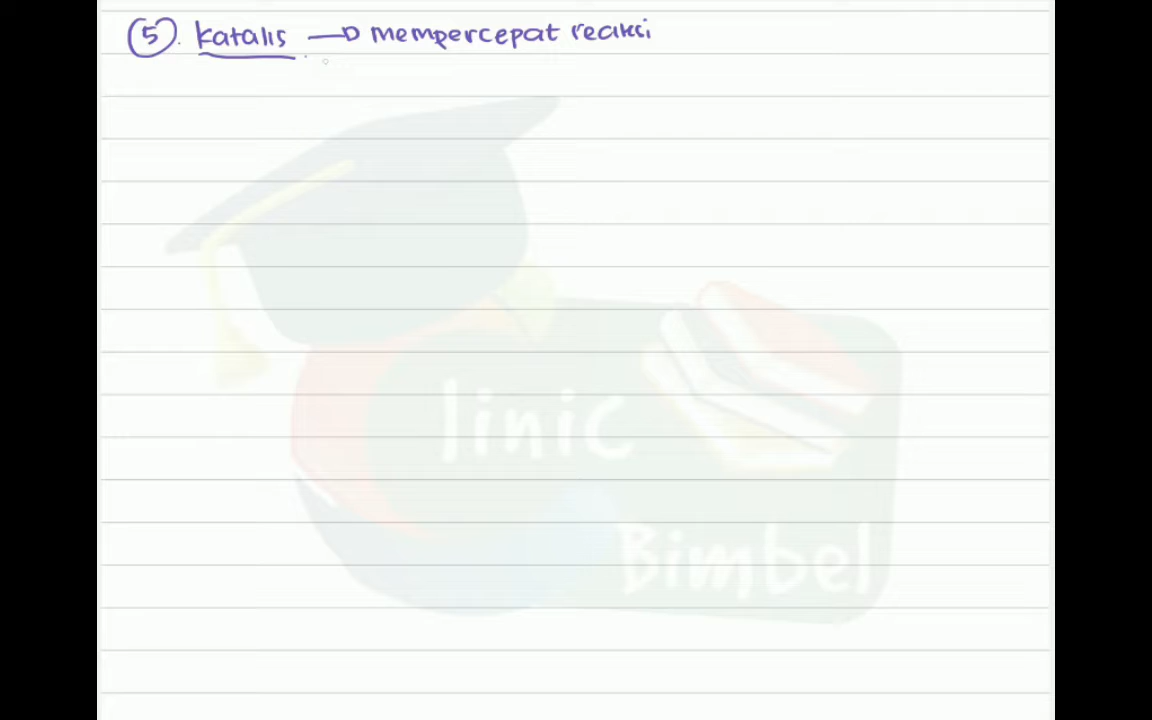 5. katalis → mempercepat reaksi
linic
Bimbel